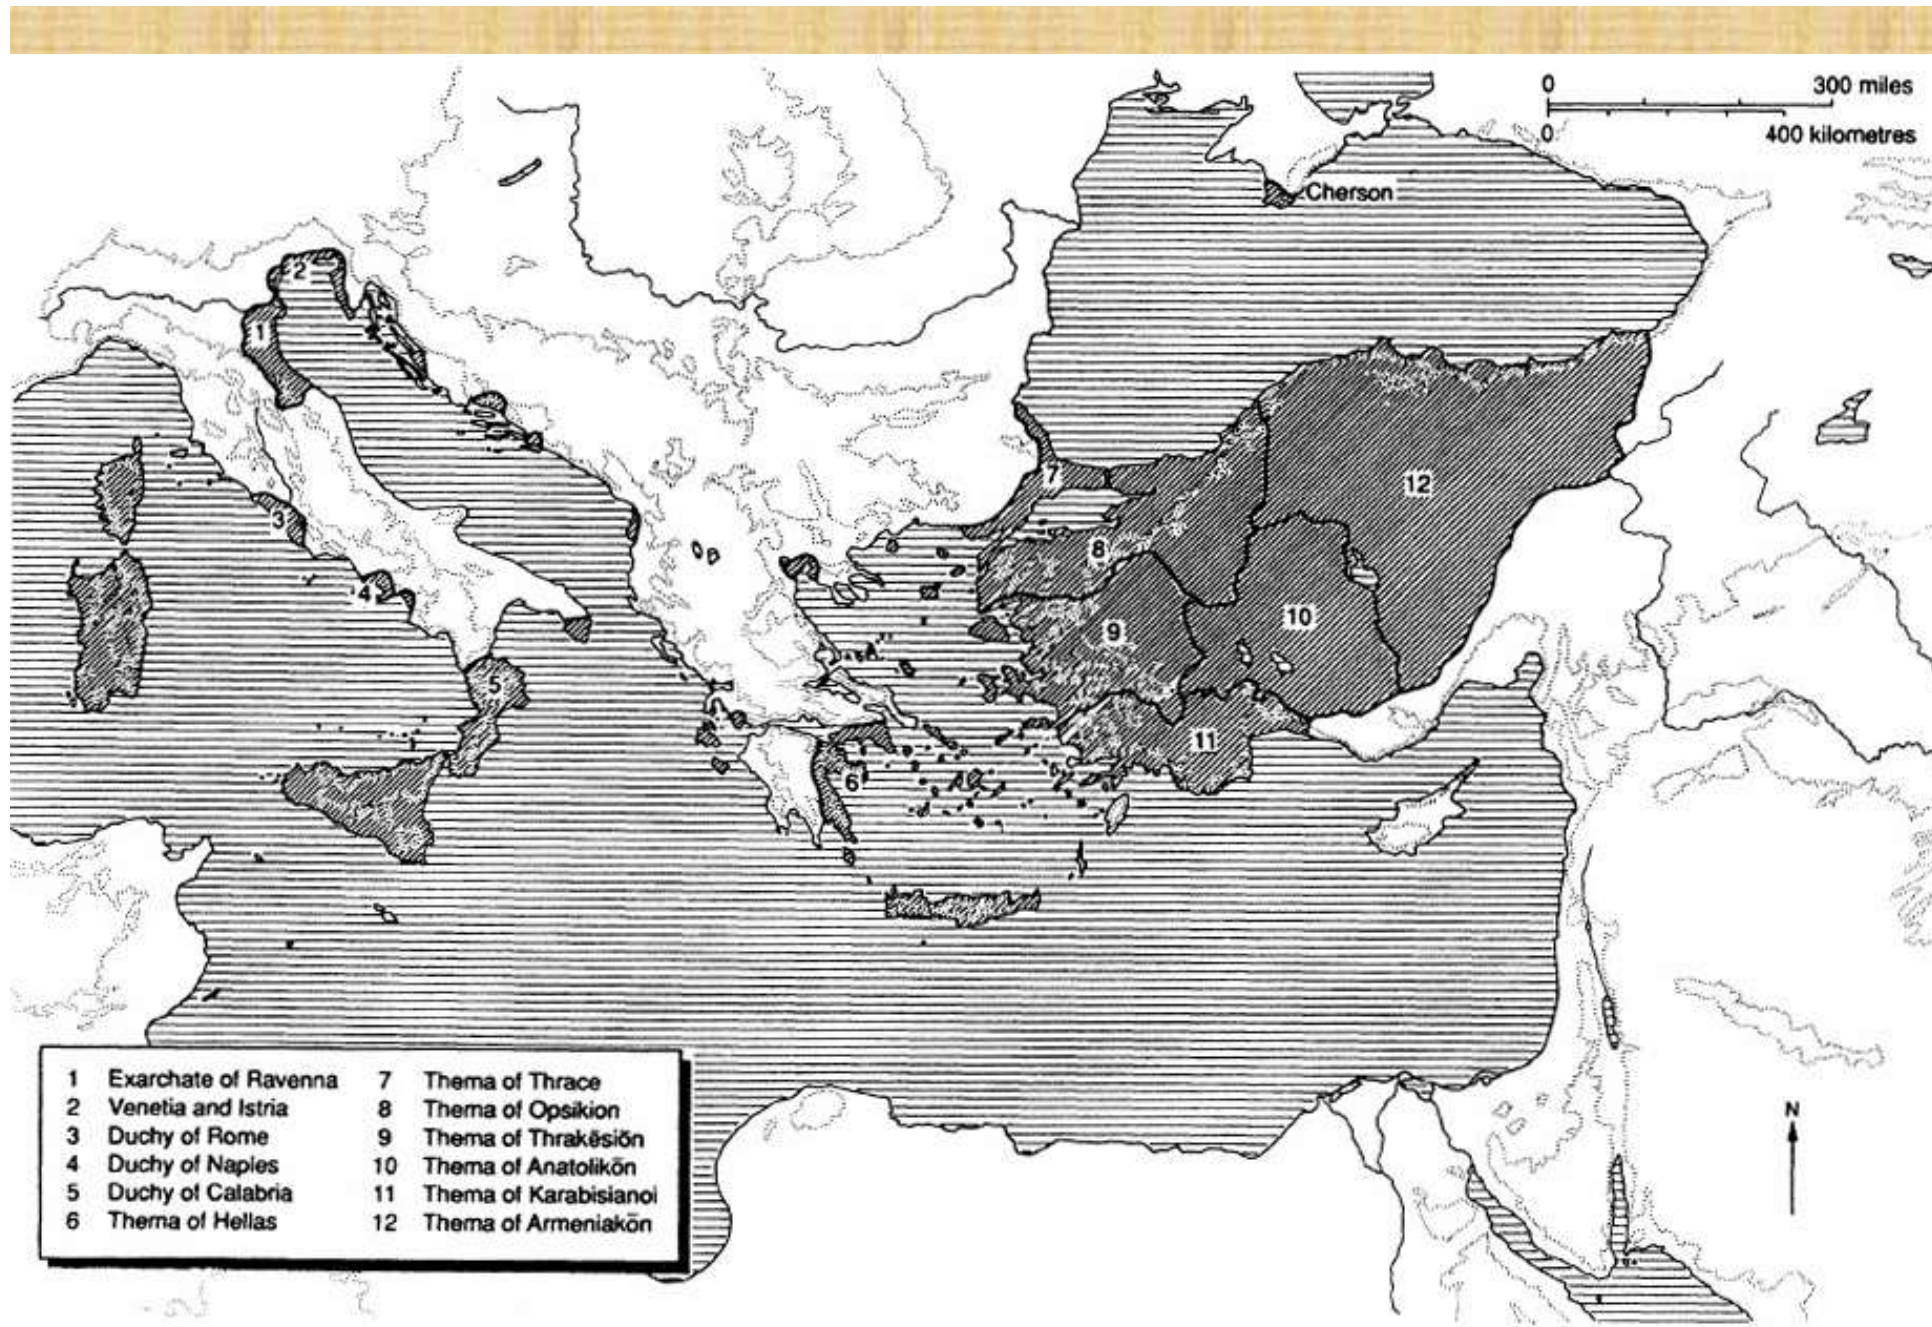 0 300 miles
0 400 kilometres
Cherson
2
1
7
12
3
8
4
10
9
5
11
6
1 Exarchate of Ravenna
2 Venetia and Istria
3 Duchy of Rome
4 Duchy of Naples
5 Duchy of Calabria
6 Thema of Hellas
7 Thema of Thrace
8 Thema of Opsikion
9 Thema of Thrakēsiōn
10 Thema of Anatolikōn
11 Thema of Karabisianoi
12 Thema of Armeniakōn
N